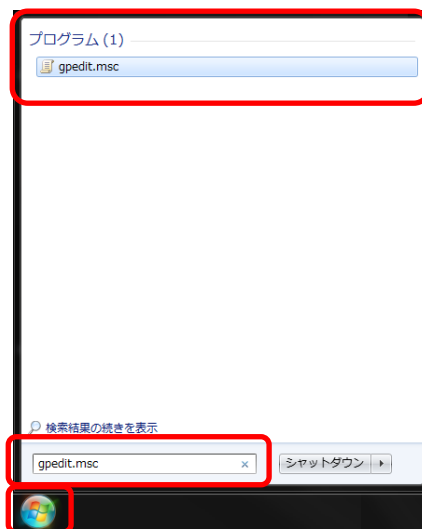 プログラム (1)
gpedit.msc
検索結果の続きを表示
gpedit.msc
シャットダウン